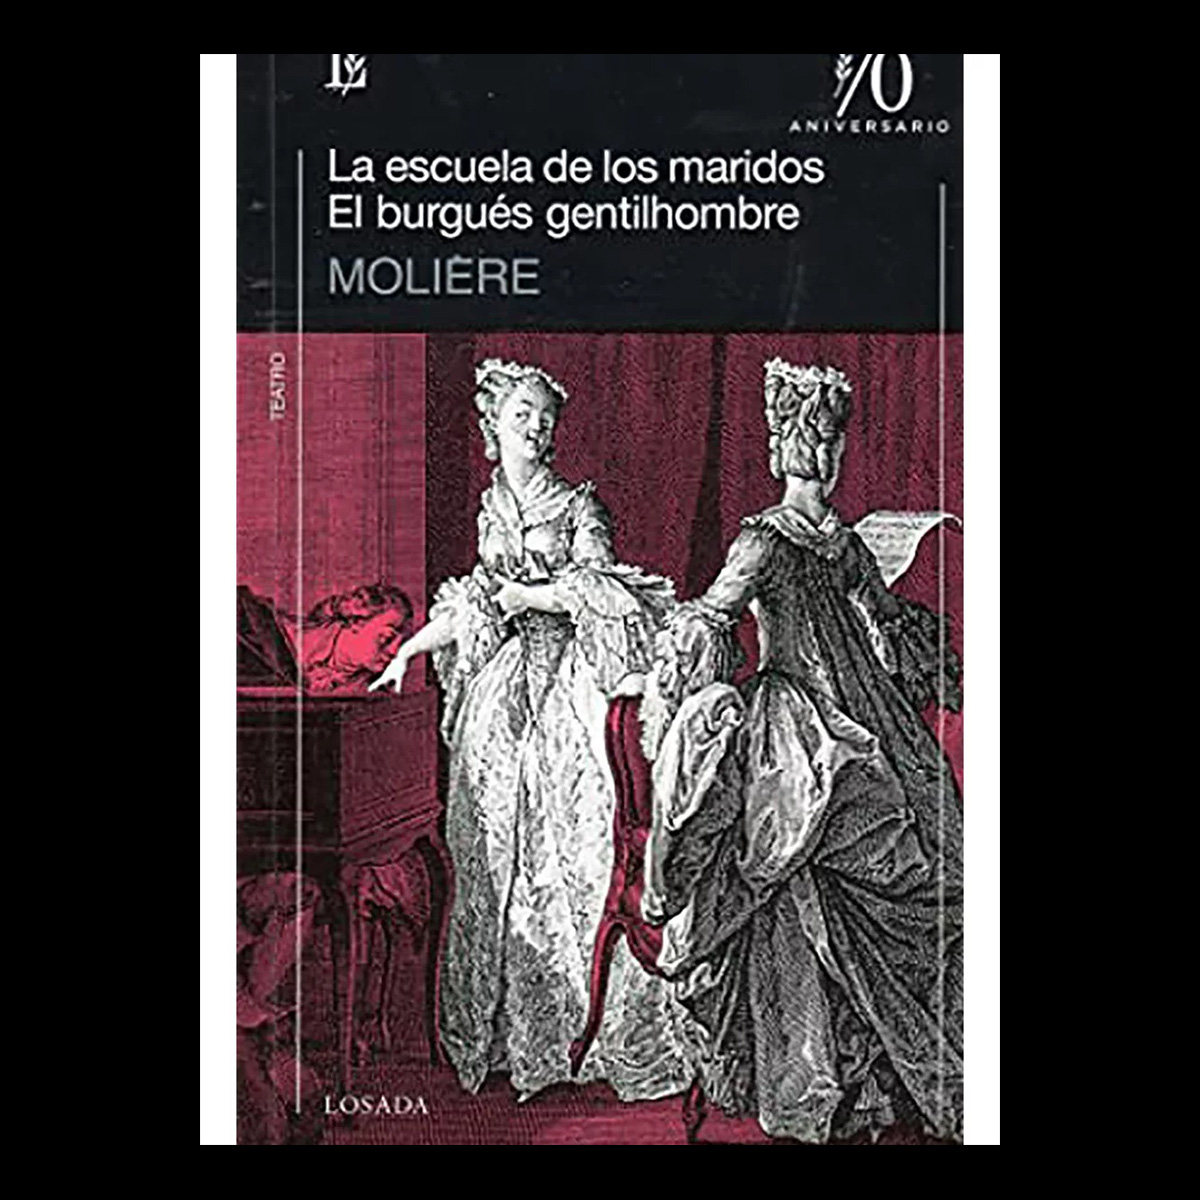 70
ANIVERSARIO
La escuela de los maridos
El burgués gentilhombre
MOLIÈRE
TEATRO
LOSADA